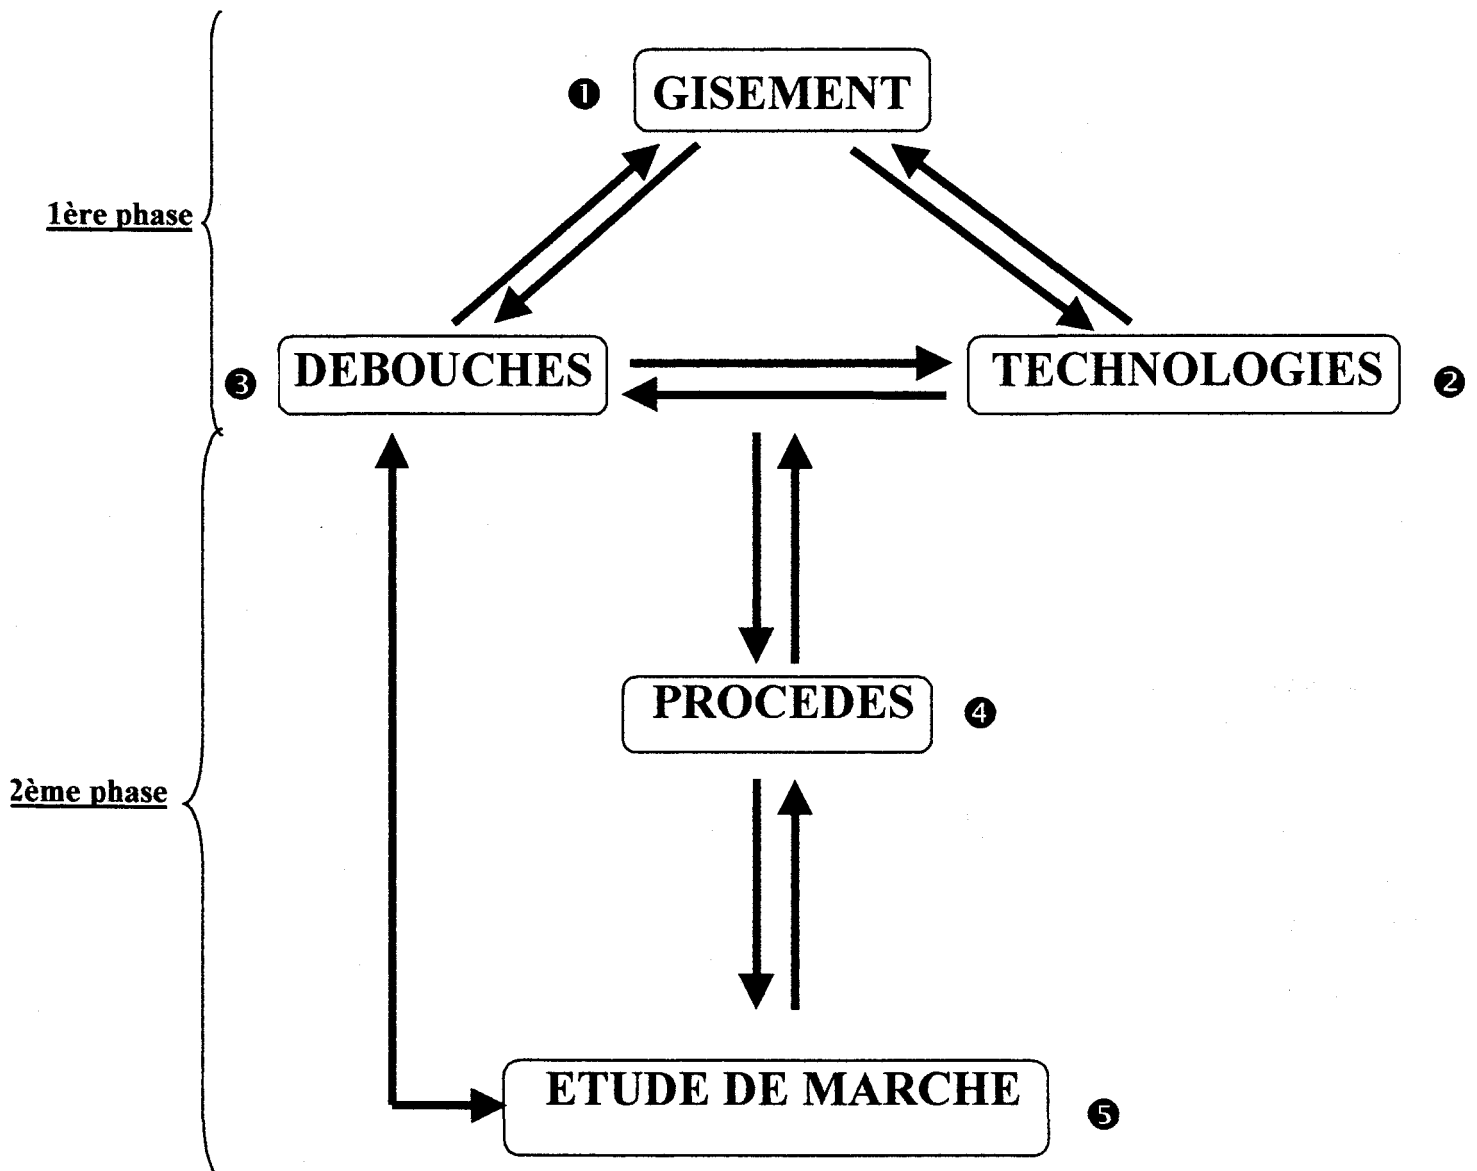 ❶ GISEMENT
1ère phase
❸ DEBOUCHES
TECHNOLOGIES ❷
PROCEDES ❹
2ème phase
ETUDE DE MARCHE ❺